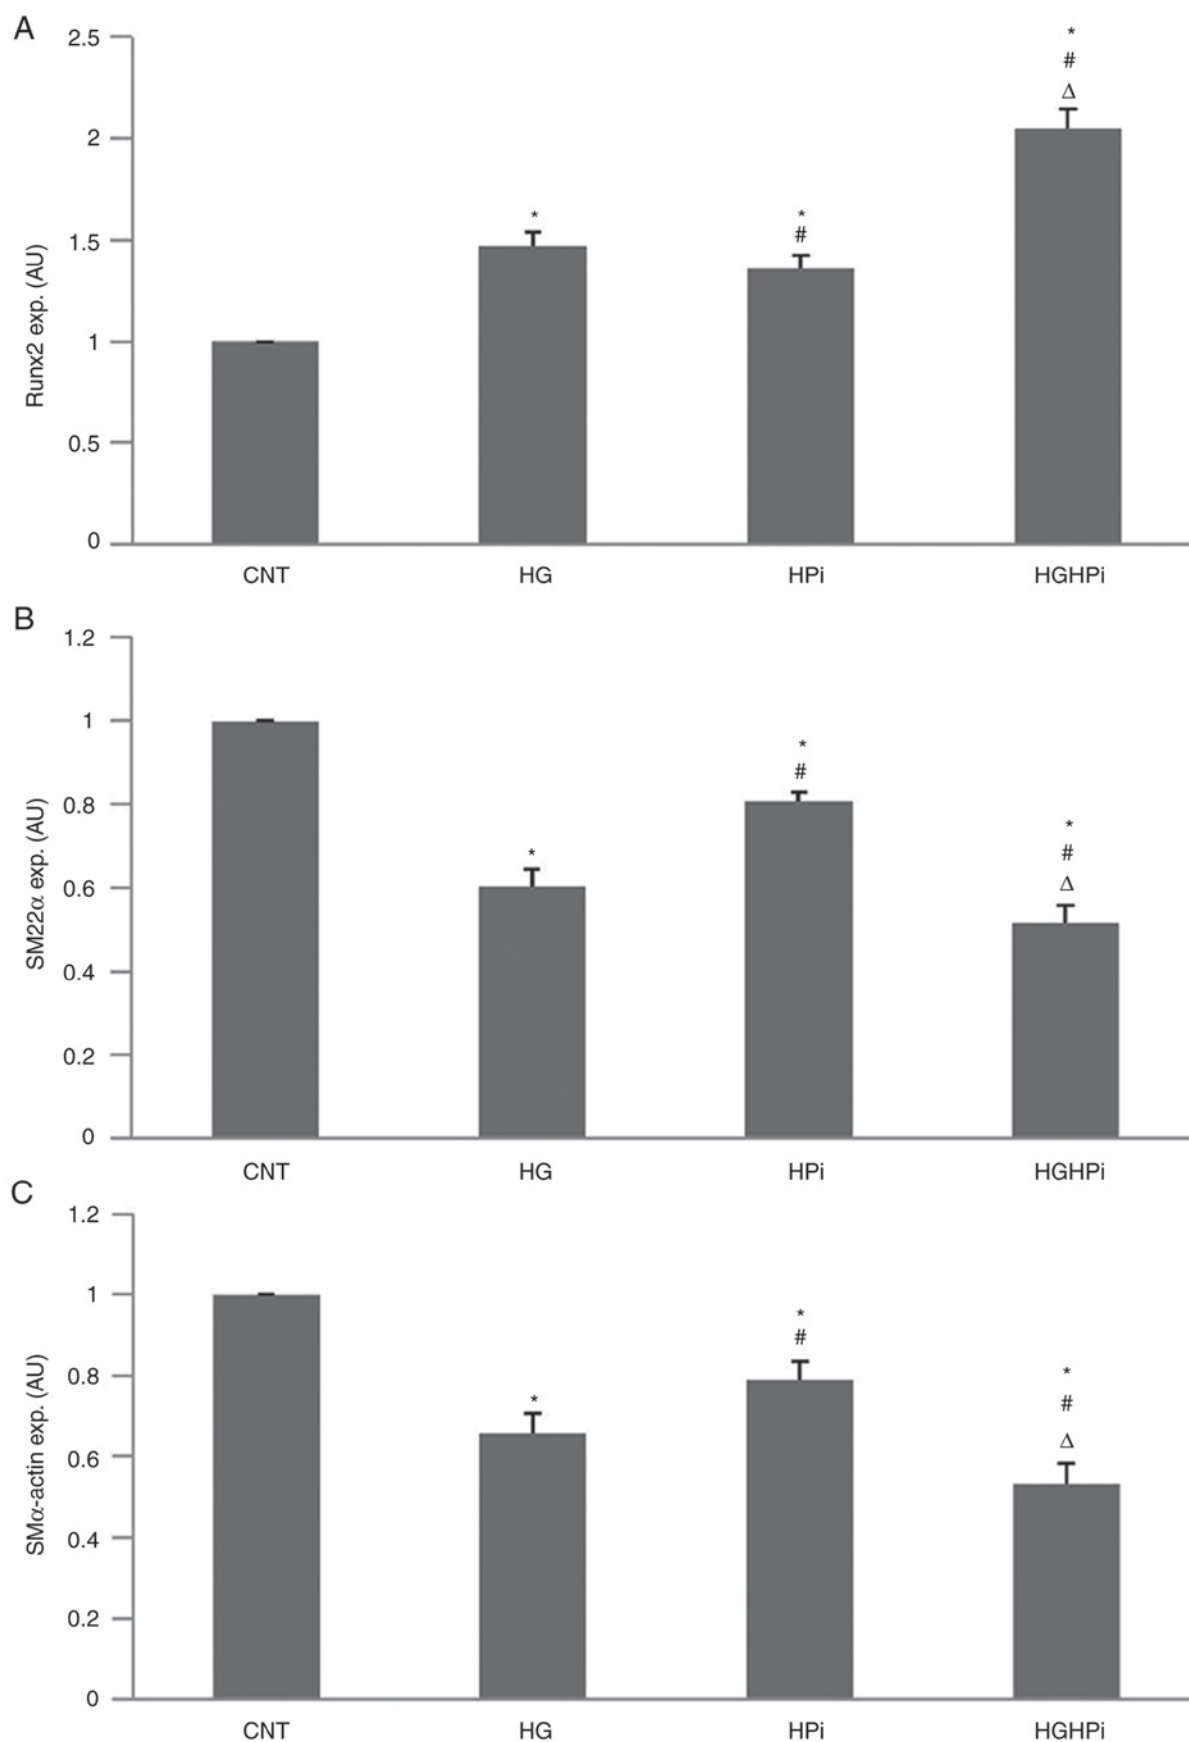 A
2.5
2
1.5
1
0.5
0
Runx2 exp. (AU)
*
*
#
*
#
Δ
CNT HG HPi HGHPi
B
1.2
1
0.8
0.6
0.4
0.2
0
SM22α exp. (AU)
*
*
#
*
#
Δ
CNT HG HPi HGHPi
C
1.2
1
0.8
0.6
0.4
0.2
0
SMα-actin exp. (AU)
*
*
#
*
#
Δ
CNT HG HPi HGHPi